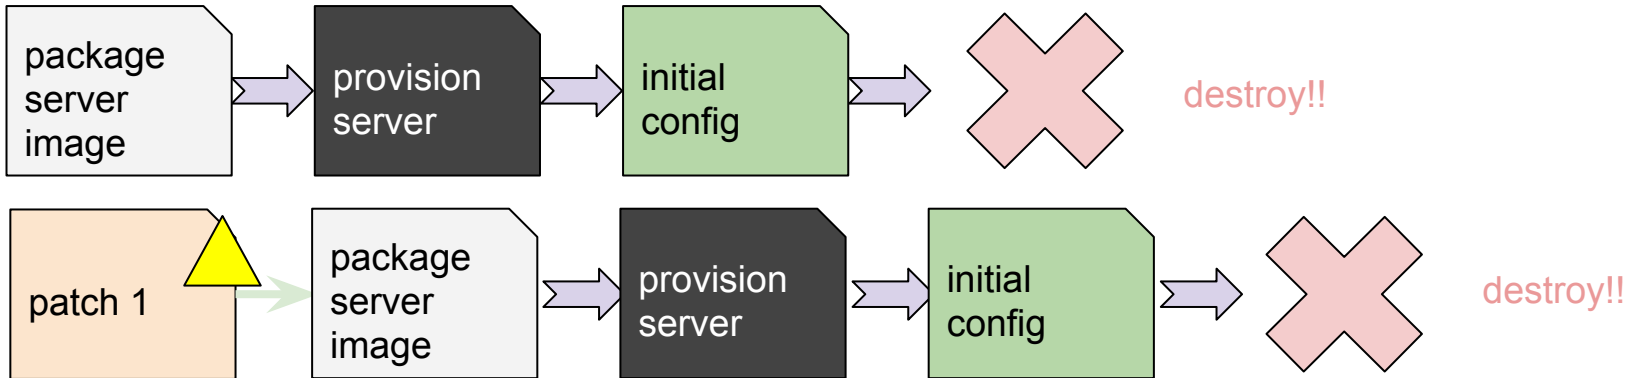 package
server
image
provision
server
initial
config
destroy!!
patch 1
package
server
image
provision
server
initial
config
destroy!!